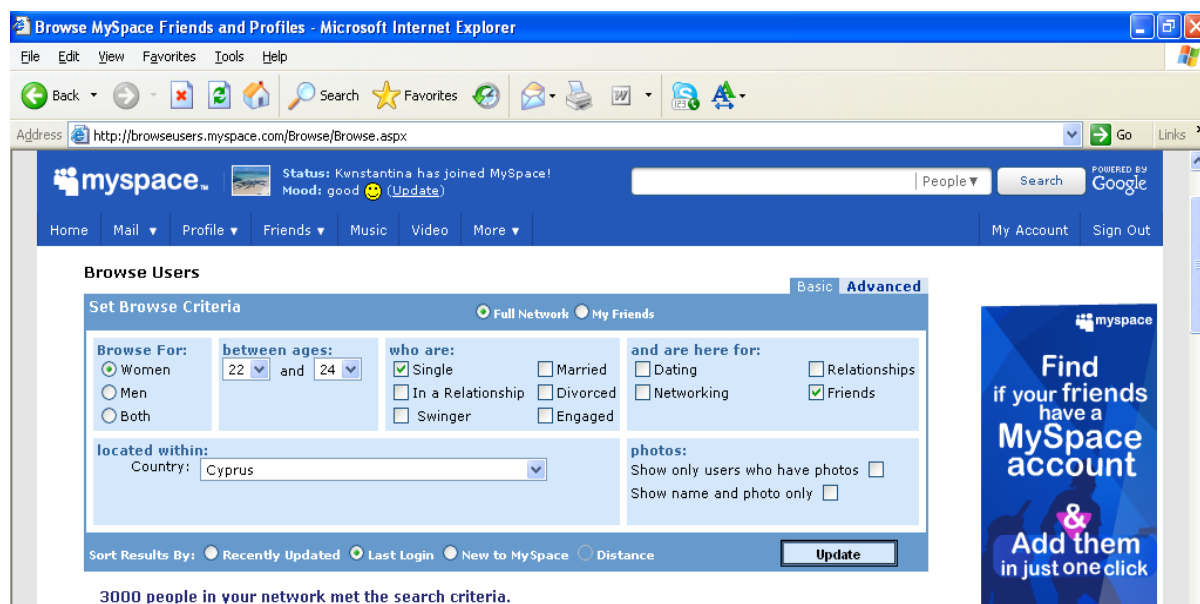 Browse MySpace Friends and Profiles - Microsoft Internet Explorer
File Edit View Favorites Tools Help
Back Search Favorites
Address http://browseusers.myspace.com/Browse/Browse.aspx Go Links
myspace™ Status: Kwnstantina has joined MySpace! People Search POWERED BY Google
Mood: good (Update)
Home Mail Profile Friends Music Video More My Account Sign Out
Browse Users
Basic Advanced
Set Browse Criteria Full Network My Friends
Browse For: between ages: who are: and are here for:
Women 22 and 24 Single Married Dating Relationships
Men In a Relationship Divorced Networking Friends
Both Swinger Engaged
located within: photos:
Country: Cyprus Show only users who have photos
Show name and photo only
Sort Results By: Recently Updated Last Login New to MySpace Distance Update
3000 people in your network met the search criteria.
myspace
Find
if your friends
have a
MySpace
account
&
Add them
in just one click